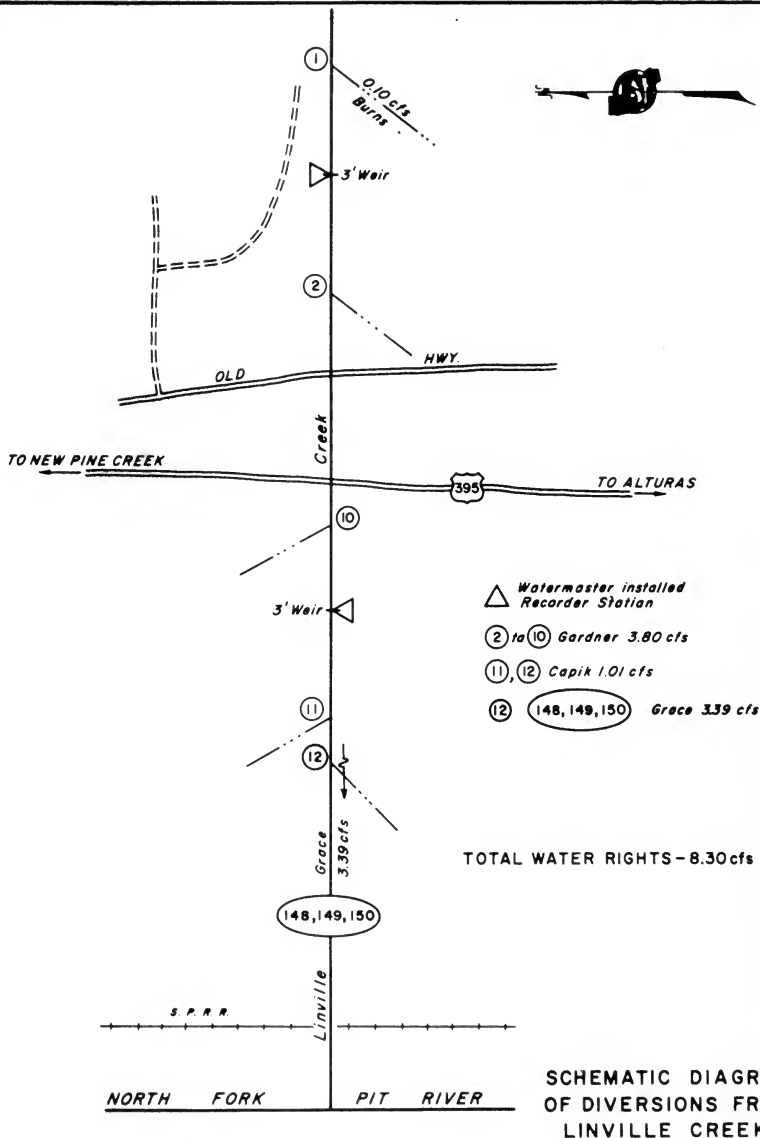 1
0.10 cfs
Burns
3' Weir
2
OLD HWY.
Creek
TO NEW PINE CREEK
395
TO ALTURAS
10
3' Weir
Watermaster installed
Recorder Station
2 to 10 Gardner 3.80 cfs
11, 12 Capik 1.01 cfs
12 148, 149, 150 Grace 3.39 cfs
11
12
Grace
3.39 cfs
TOTAL WATER RIGHTS - 8.30 cfs
148, 149, 150
Linville
S. P. R. R.
NORTH FORK PIT RIVER
SCHEMATIC DIAGR
OF DIVERSIONS FR
LINVILLE CREEK